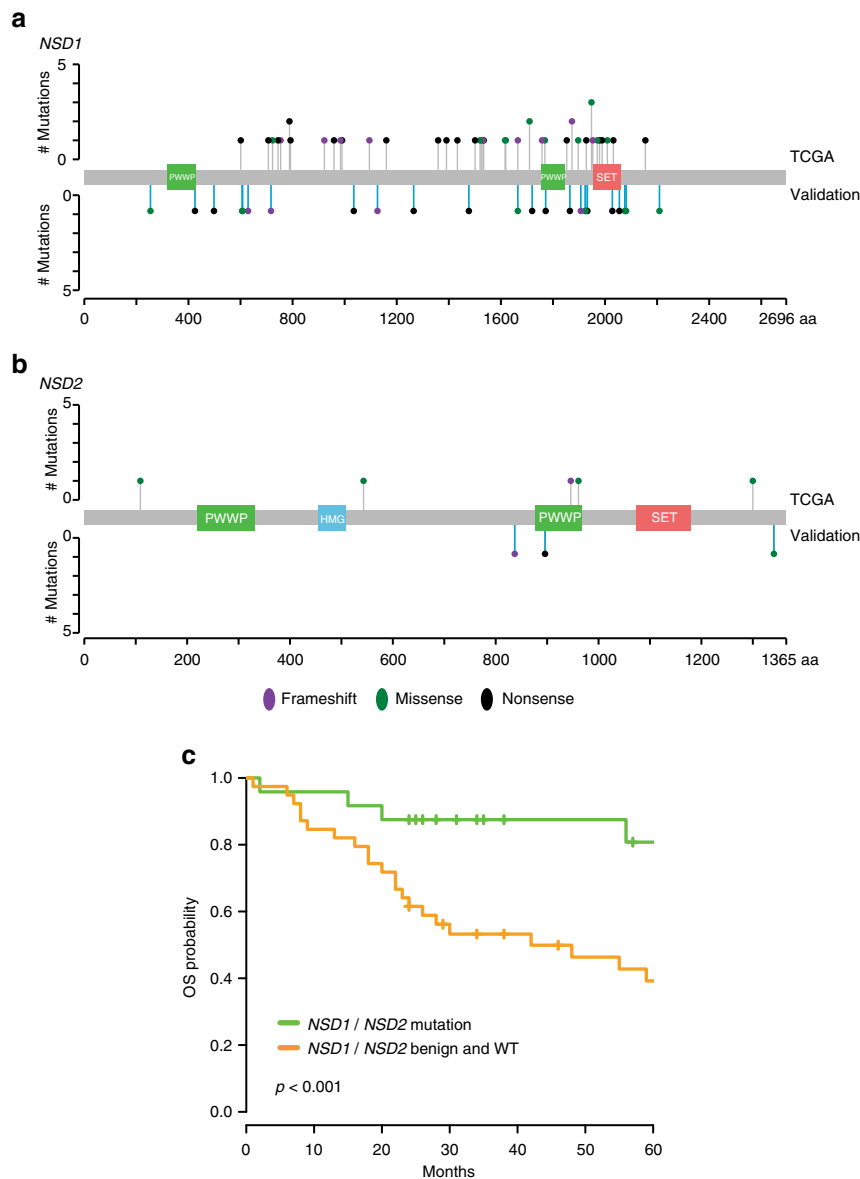 a
NSD1
# Mutations
5
0
PWWP
PWWP
SET
TCGA
Validation
# Mutations
0
5
0 400 800 1200 1600 2000 2400 2696 aa
b
NSD2
# Mutations
5
0
PWWP
HMG
PWWP
SET
TCGA
Validation
# Mutations
0
5
0 200 400 600 800 1000 1200 1365 aa
Frameshift Missense Nonsense
c
OS probability
1.0
0.8
0.6
0.4
0.2
0.0
NSD1 / NSD2 mutation
NSD1 / NSD2 benign and WT
p < 0.001
0 10 20 30 40 50 60
Months